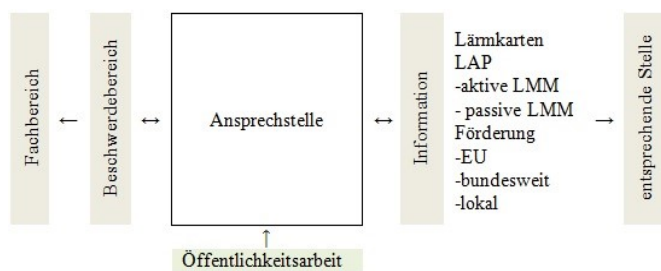 Fachbereich
←
Beschwerdebereich
↔
Ansprechstelle
↔
Information
Lärmkarten
LAP
-aktive LMM
- passive LMM
Förderung
-EU
-bundesweit
-lokal
→
entsprechende Stelle
↑
Öffentlichkeitsarbeit